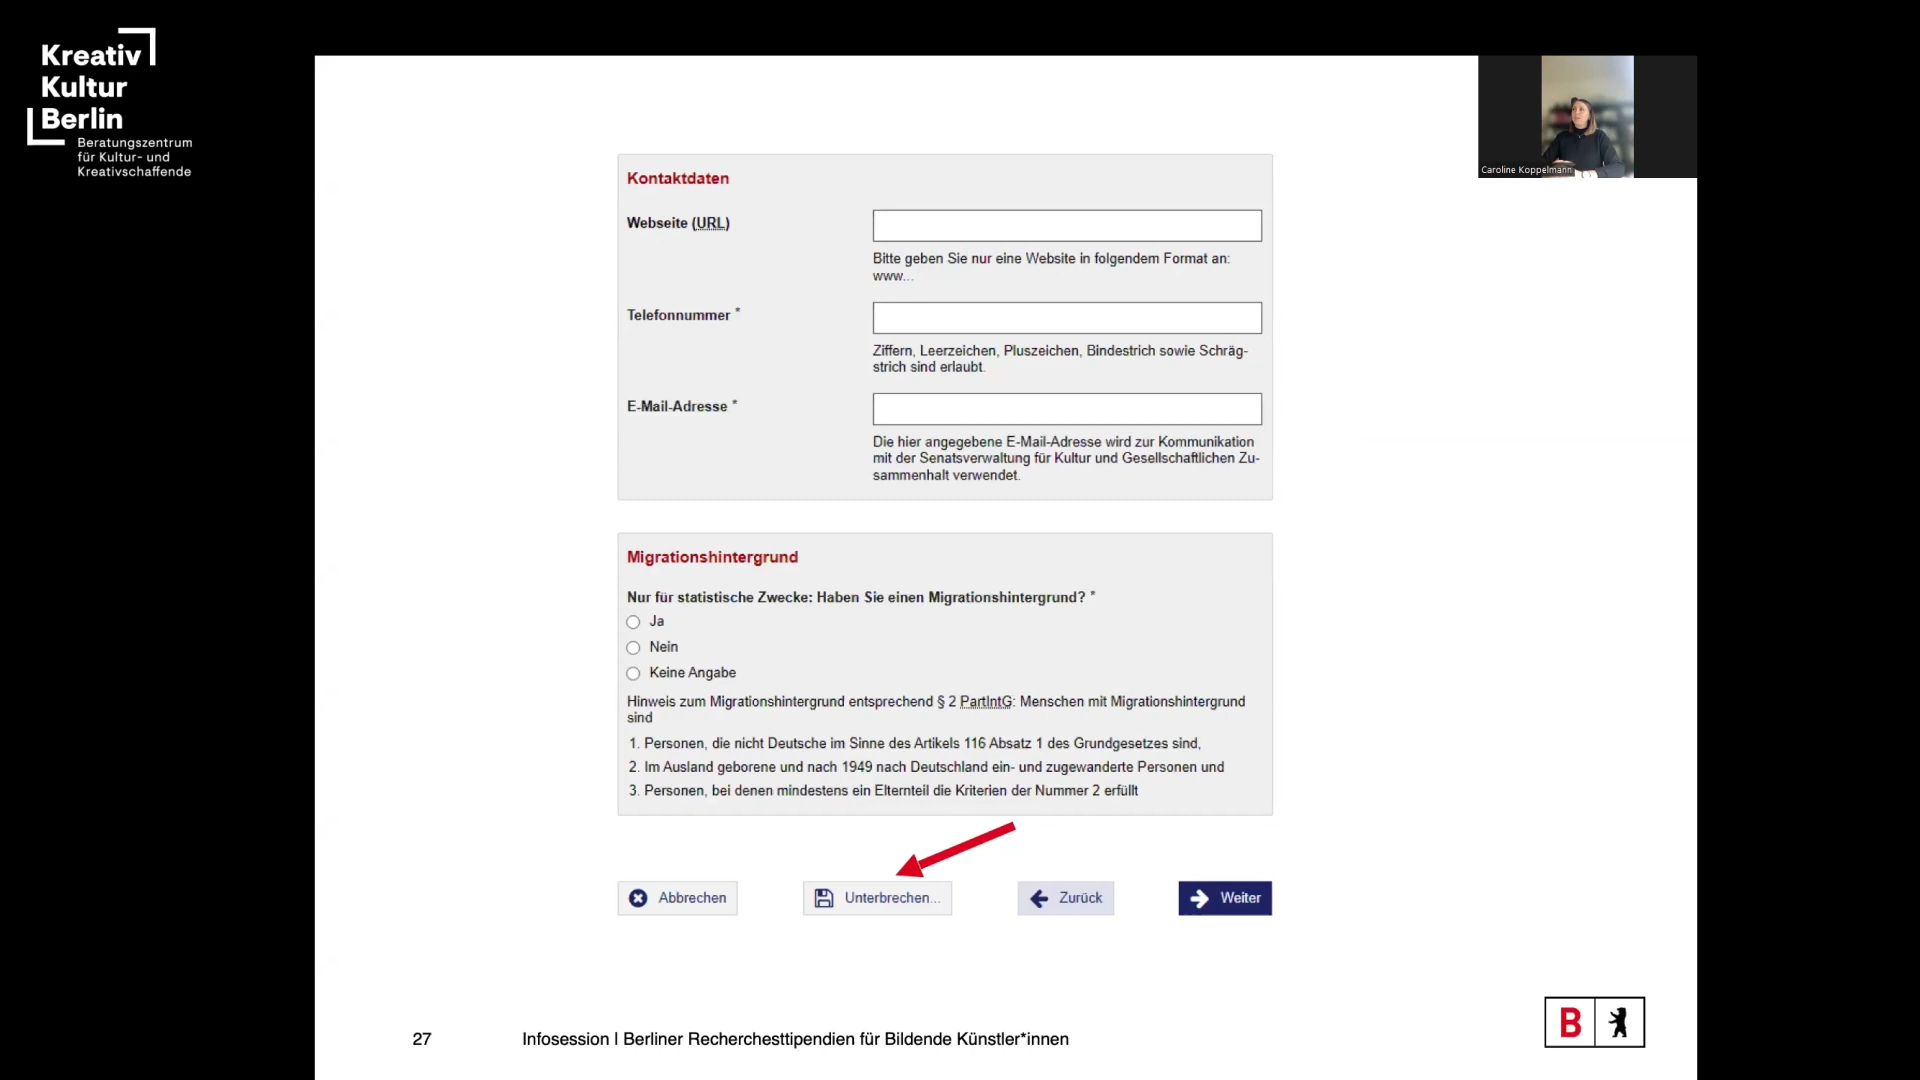 Kreativ
Kultur
Berlin
Beratungszentrum
für Kultur- und
Kreativschaffende
Caroline Koppelmann
Kontaktdaten
Webseite (URL)
Bitte geben Sie nur eine Website in folgendem Format an:
www...
Telefonnummer *
Ziffern, Leerzeichen, Pluszeichen, Bindestrich sowie Schräg-
strich sind erlaubt.
E-Mail-Adresse *
Die hier angegebene E-Mail-Adresse wird zur Kommunikation
mit der Senatsverwaltung für Kultur und Gesellschaftlichen Zu-
sammenhalt verwendet.
Migrationshintergrund
Nur für statistische Zwecke: Haben Sie einen Migrationshintergrund? *
Ja
Nein
Keine Angabe
Hinweis zum Migrationshintergrund entsprechend § 2 PartIntG: Menschen mit Migrationshintergrund
sind
1. Personen, die nicht Deutsche im Sinne des Artikels 116 Absatz 1 des Grundgesetzes sind,
2. Im Ausland geborene und nach 1949 nach Deutschland ein- und zugewanderte Personen und
3. Personen, bei denen mindestens ein Elternteil die Kriterien der Nummer 2 erfüllt
Abbrechen Unterbrechen... Zurück Weiter
27 Infosession | Berliner Recherchesttipendien für Bildende Künstler*innen
B